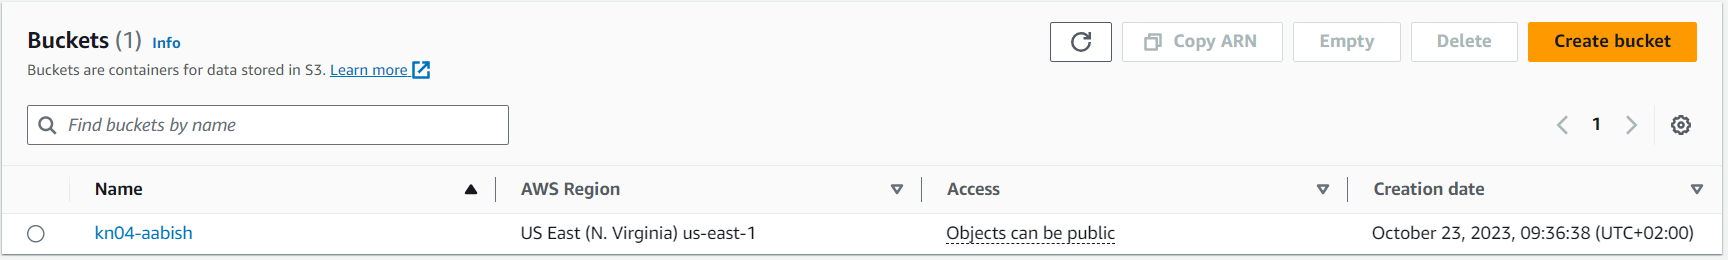 Buckets (1) Info
Buckets are containers for data stored in S3. Learn more
Copy ARN
Empty
Delete
Create bucket
Find buckets by name
1
Name AWS Region Access Creation date
kn04-aabish US East (N. Virginia) us-east-1 Objects can be public October 23, 2023, 09:36:38 (UTC+02:00)